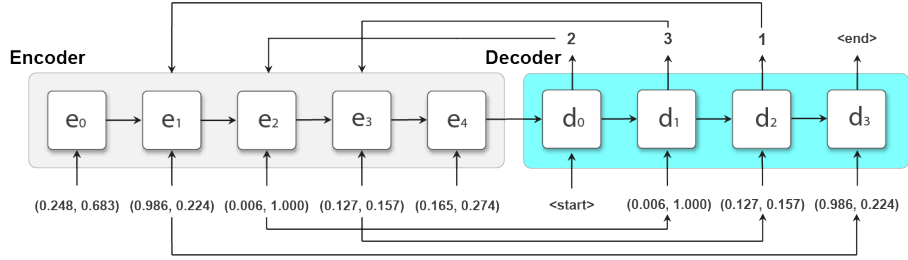 2 3 1 <end>
Encoder Decoder
e0 e1 e2 e3 e4 d0 d1 d2 d3
(0.248, 0.683) (0.986, 0.224) (0.006, 1.000) (0.127, 0.157) (0.165, 0.274) <start> (0.006, 1.000) (0.127, 0.157) (0.986, 0.224)